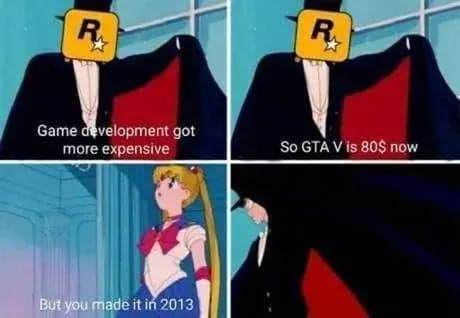 R
R
Game development got
more expensive
So GTA V is 80$ now
But you made it in 2013